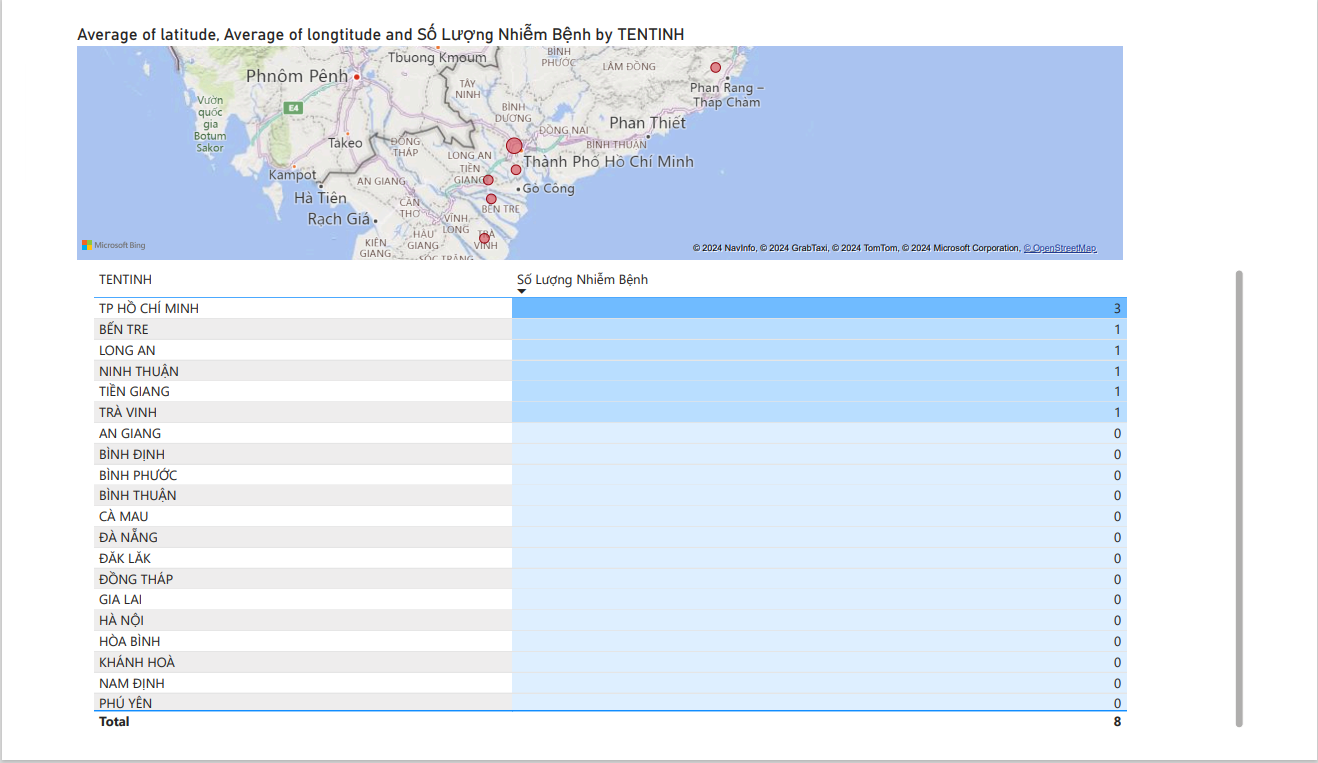 Average of latitude, Average of longtitude and Số Lượng Nhiễm Bệnh by TENTINH
Tbuong Kmoum
BÌNH
PHƯỚC
LÂM ĐỒNG
Phnôm Pênh
TÂY
NINH
Phan Rang –
Tháp Chàm
Vườn
quốc
gia
Botum
Sakor
E4
BÌNH
DƯƠNG
Phan Thiết
ĐỒNG NAI
BÌNH THUẬN
Takeo
ĐỒNG
THÁP
LONG AN
Thành Phố Hồ Chí Minh
TIỀN
GIANG
Kampot
AN GIANG
Gò Công
Hà Tiên
CẦN
THƠ
BẾN TRE
Rạch Giá
VĨNH
LONG
HẬU
GIANG
TRÀ
VINH
KIÊN
GIANG
SÓC TRĂNG
Microsoft Bing
© 2024 NavInfo, © 2024 GrabTaxi, © 2024 TomTom, © 2024 Microsoft Corporation, © OpenStreetMap
TENTINH Số Lượng Nhiễm Bệnh
TP HỒ CHÍ MINH 3
BẾN TRE 1
LONG AN 1
NINH THUẬN 1
TIỀN GIANG 1
TRÀ VINH 1
AN GIANG 0
BÌNH ĐỊNH 0
BÌNH PHƯỚC 0
BÌNH THUẬN 0
CÀ MAU 0
ĐÀ NẴNG 0
ĐĂK LĂK 0
ĐỒNG THÁP 0
GIA LAI 0
HÀ NỘI 0
HÒA BÌNH 0
KHÁNH HOÀ 0
NAM ĐỊNH 0
PHÚ YÊN 0
Total 8